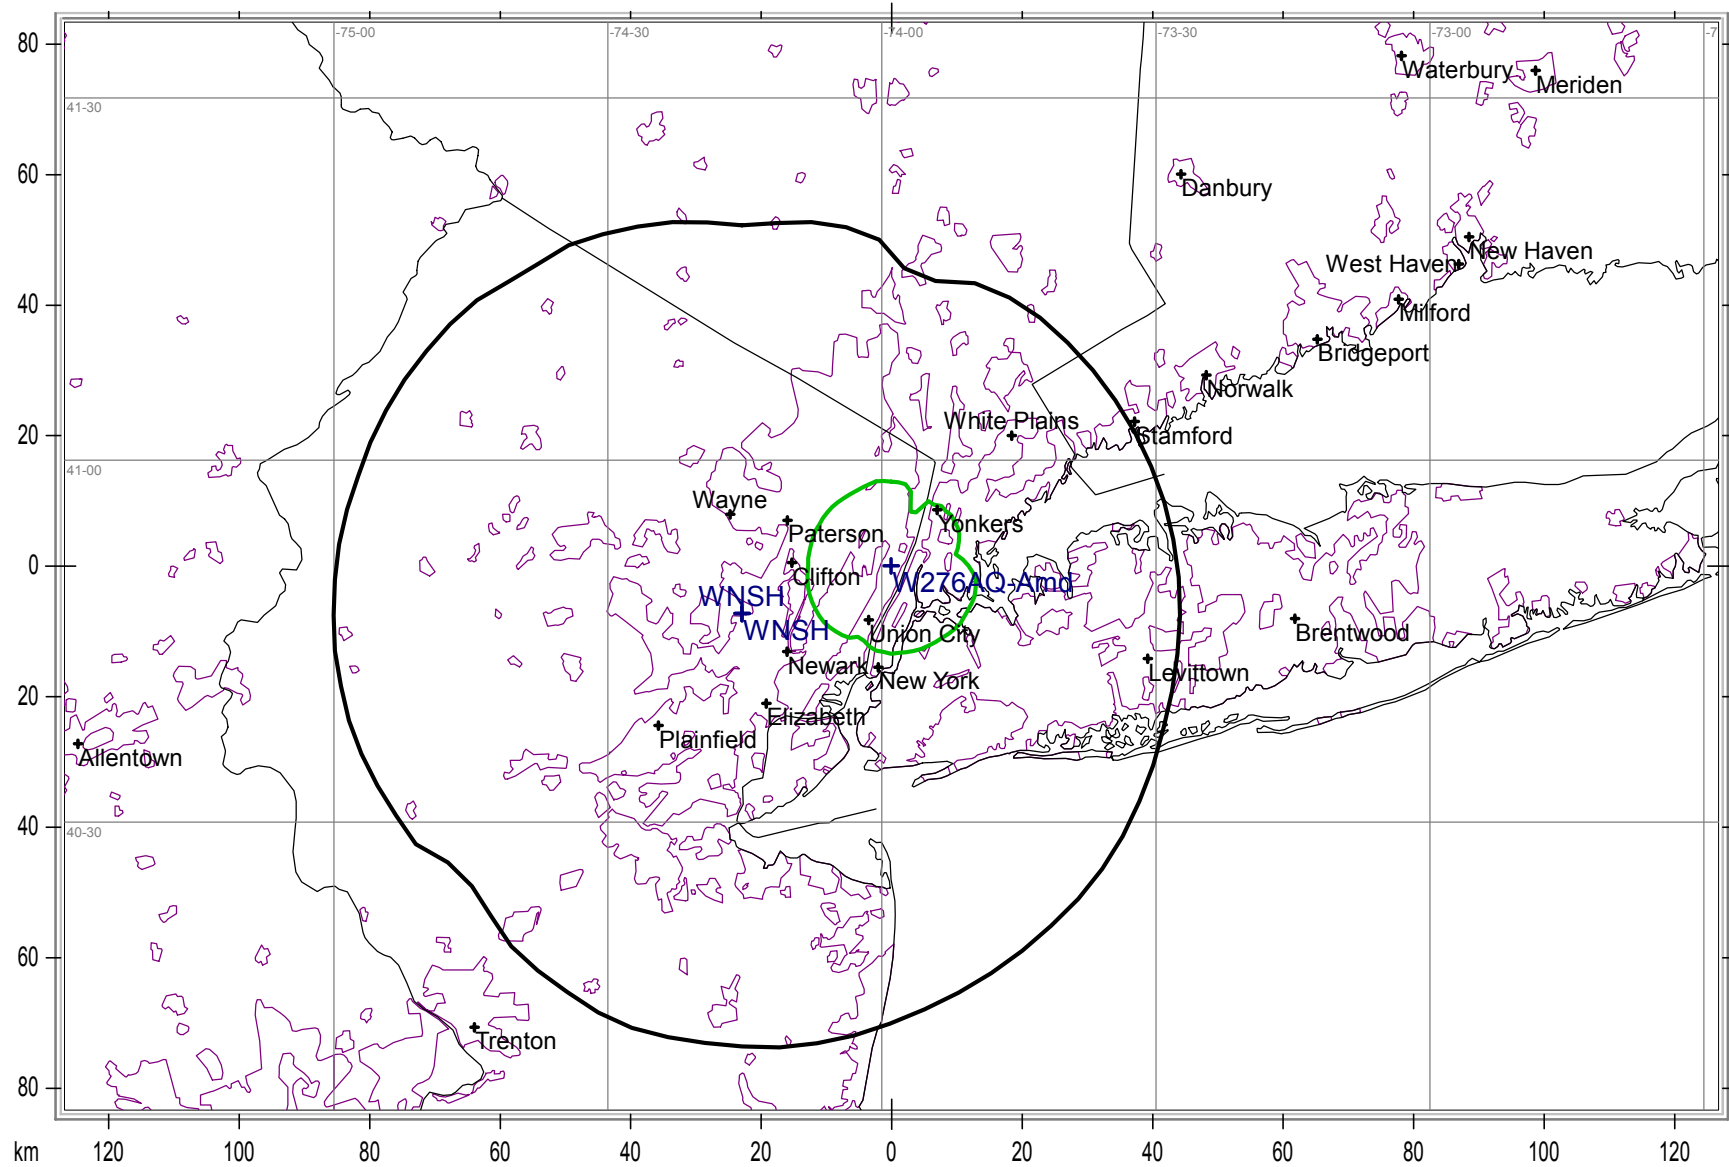 80
-75-00
-74-30
-74-00
-73-30
-73-00
-7
Waterbury
Meriden
41-30
60
Danbury
New Haven
West Haven
40
Milford
Bridgeport
Norwalk
White Plains
20
Stamford
41-00
Wayne
Yonkers
Paterson
0
Clifton
W276AQ-Amd
WNSH
WNSH
Union City
Brentwood
Newark
Levittown
New York
20
Elizabeth
Plainfield
Allentown
40
40-30
60
Trenton
80
km
120
100
80
60
40
20
0
20
40
60
80
100
120